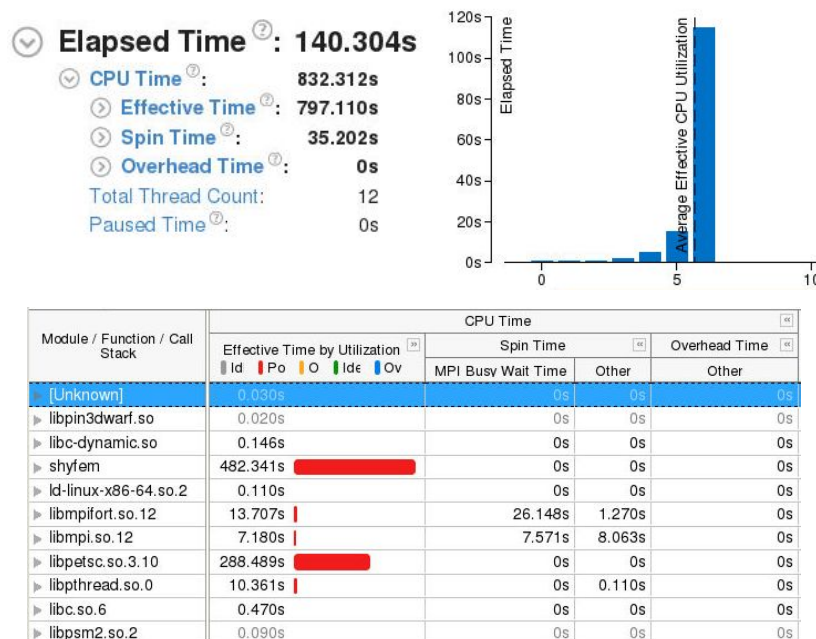 Elapsed Time ?: 140.304s
CPU Time ?: 832.312s
Effective Time ?: 797.110s
Spin Time ?: 35.202s
Overhead Time ?: 0s
Total Thread Count: 12
Paused Time ?: 0s
120s
100s
80s
60s
40s
20s
0s
Elapsed Time
Average Effective CPU Utilization
0 5 10
Module / Function / Call
Stack
CPU Time
Effective Time by Utilization
Id Po O Ide Ov
Spin Time
MPI Busy Wait Time Other
Overhead Time
Other
[Unknown] 0.030s 0s 0s 0s
libpin3dwarf.so 0.020s 0s 0s 0s
libc-dynamic.so 0.146s 0s 0s 0s
shyfem 482.341s 0s 0s 0s
ld-linux-x86-64.so.2 0.110s 0s 0s 0s
libmpifort.so.12 13.707s 26.148s 1.270s 0s
libmpi.so.12 7.180s 7.571s 8.063s 0s
libpetsc.so.3.10 288.489s 0s 0s 0s
libpthread.so.0 10.361s 0s 0.110s 0s
libc.so.6 0.470s 0s 0s 0s
libpsm2.so.2 0.090s 0s 0s 0s